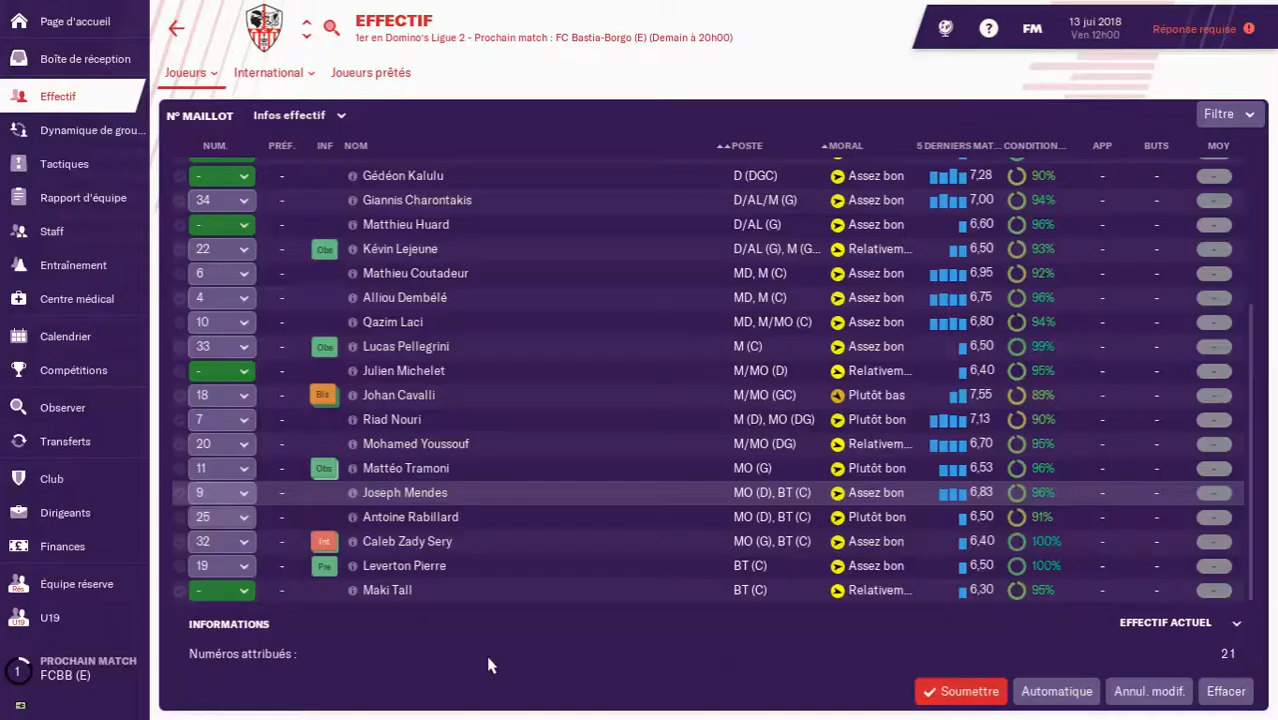 Page d'accueil
Boîte de réception
Effectif
Dynamique de grou...
Tactiques
Rapport d'équipe
Staff
Entraînement
Centre médical
Calendrier
Compétitions
Observer
Transferts
Club
Dirigeants
Finances
Équipe réserve
U19
1 PROCHAIN MATCH
FCBB (E)
EFFECTIF
1er en Domino's Ligue 2 - Prochain match : FC Bastia-Borgo (E) (Demain à 20h00)
? FM 13 jui 2018
Ven 12h00
Réponse requise
Joueurs International Joueurs prêtés
N° MAILLOT Infos effectif Filtre
NUM. PRÉF. INF NOM POSTE MORAL 5 DERNIERS MAT... CONDITION... APP BUTS MOY
- - Gédéon Kalulu D (DGC) Assez bon 7,28 90% - - -
34 - Giannis Charontakis D/AL/M (G) Assez bon 7,00 94% - - -
- - Matthieu Huard D/AL (G) Assez bon 6,60 96% - - -
22 - Obs Kévin Lejeune D/AL (G), M (G... Relativem... 6,50 93% - - -
6 - Mathieu Coutadeur MD, M (C) Assez bon 6,95 92% - - -
4 - Alliou Dembélé MD, M (C) Assez bon 6,75 96% - - -
10 - Qazim Laci MD, M/MO (C) Assez bon 6,80 94% - - -
33 - Obs Lucas Pellegrini M (C) Assez bon 6,50 99% - - -
- - Julien Michelet M/MO (D) Relativem... 6,40 95% - - -
18 - Bls Johan Cavalli M/MO (GC) Plutôt bas 7,55 89% - - -
7 - Riad Nouri M (D), MO (DG) Plutôt bon 7,13 90% - - -
20 - Mohamed Youssouf M/MO (DG) Relativem... 6,70 95% - - -
11 - Obs Mattéo Tramoni MO (G) Plutôt bon 6,53 96% - - -
9 - Joseph Mendes MO (D), BT (C) Assez bon 6,83 96% - - -
25 - Antoine Rabillard MO (D), BT (C) Plutôt bon 6,50 91% - - -
32 - Int Caleb Zady Sery MO (G), BT (C) Assez bon 6,40 100% - - -
19 - Pre Leverton Pierre BT (C) Assez bon 6,50 100% - - -
- - Maki Tall BT (C) Relativem... 6,30 95% - - -
INFORMATIONS EFFECTIF ACTUEL
Numéros attribués : 21
Soumettre Automatique Annul. modif. Effacer